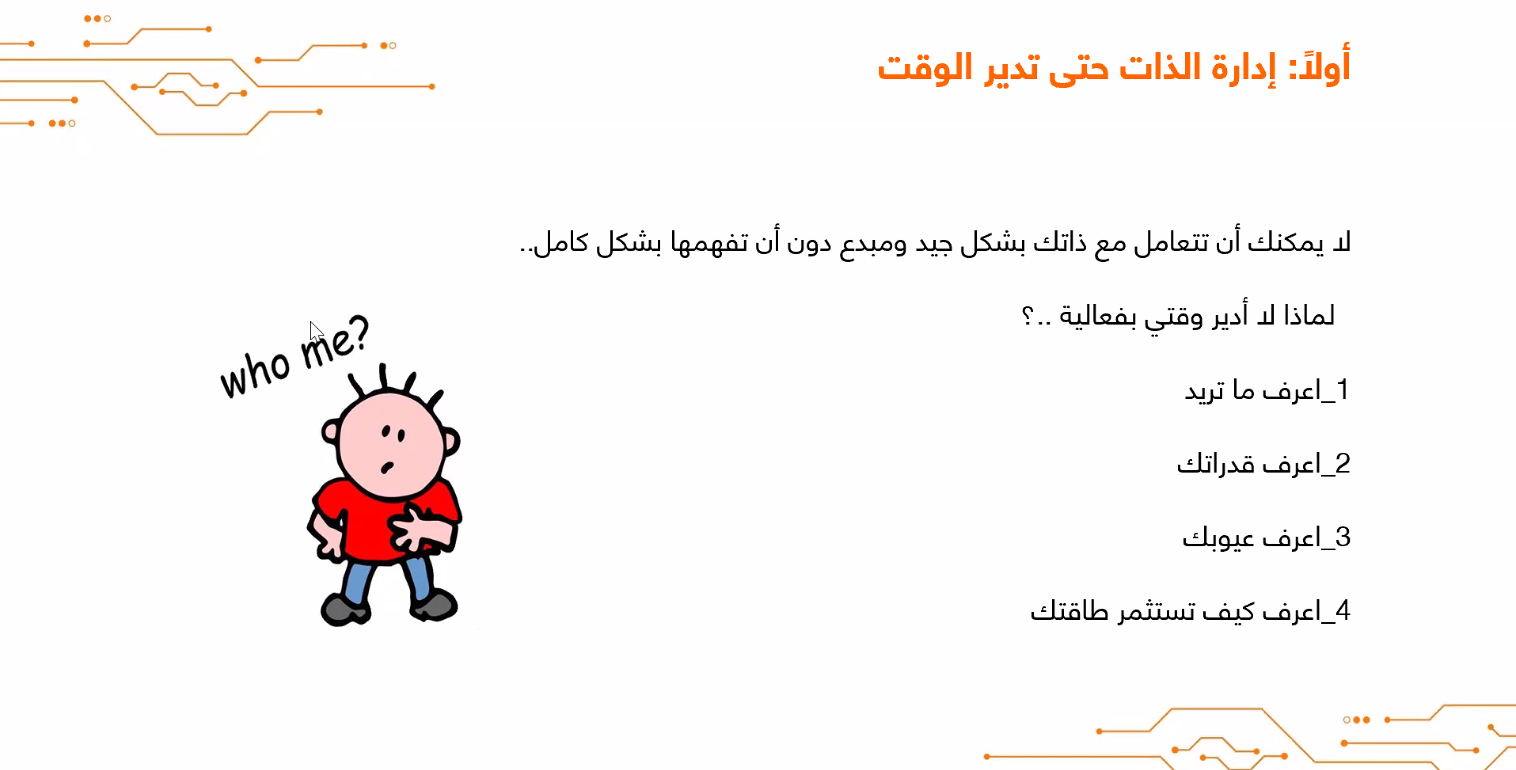 أولاً: إدارة الذات حتى تدير الوقت
لا يمكنك أن تتعامل مع ذاتك بشكل جيد ومبدع دون أن تفهمها بشكل كامل..
لماذا لا أدير وقتي بفعالية ..؟
who me?
1_اعرف ما تريد
2_اعرف قدراتك
3_اعرف عيوبك
4_اعرف كيف تستثمر طاقتك